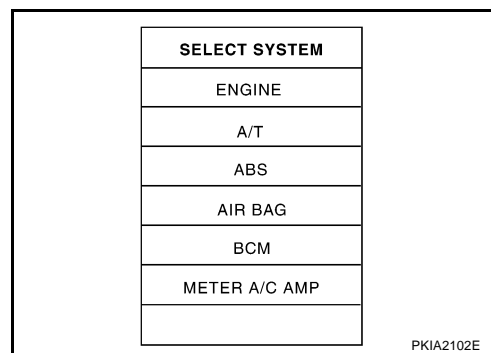 SELECT SYSTEM
ENGINE
A/T
ABS
AIR BAG
BCM
METER A/C AMP
PKIA2102E